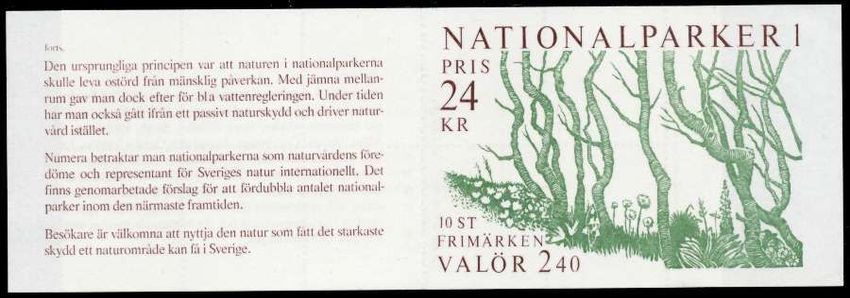 forts.
Den ursprungliga principen var att naturen i nationalparkerna
skulle leva ostörd från mänsklig påverkan. Med jämna mellan-
rum gav man dock efter för bl a vattenregleringen. Under tiden
har man också gått ifrån ett passivt naturskydd och driver natur-
vård istället.
Numera betraktar man nationalparkerna som naturvårdens före-
döme och representant för Sveriges natur internationellt. Det
finns genomarbetade förslag för att fördubbla antalet national-
parker inom den närmaste framtiden.
Besökare är välkomna att nyttja den natur som fått det starkaste
skydd ett naturområde kan få i Sverige.
NATIONALPARKER 1
PRIS
24
KR
10 ST
FRIMÄRKEN
VALÖR 2.40